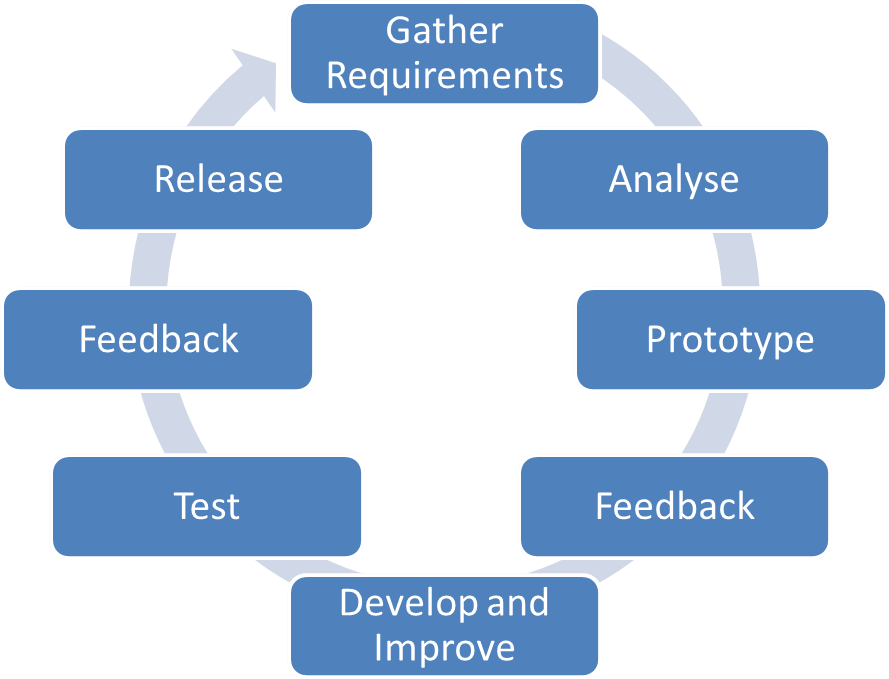 Gather
Requirements
Analyse
Prototype
Feedback
Develop and
Improve
Test
Feedback
Release